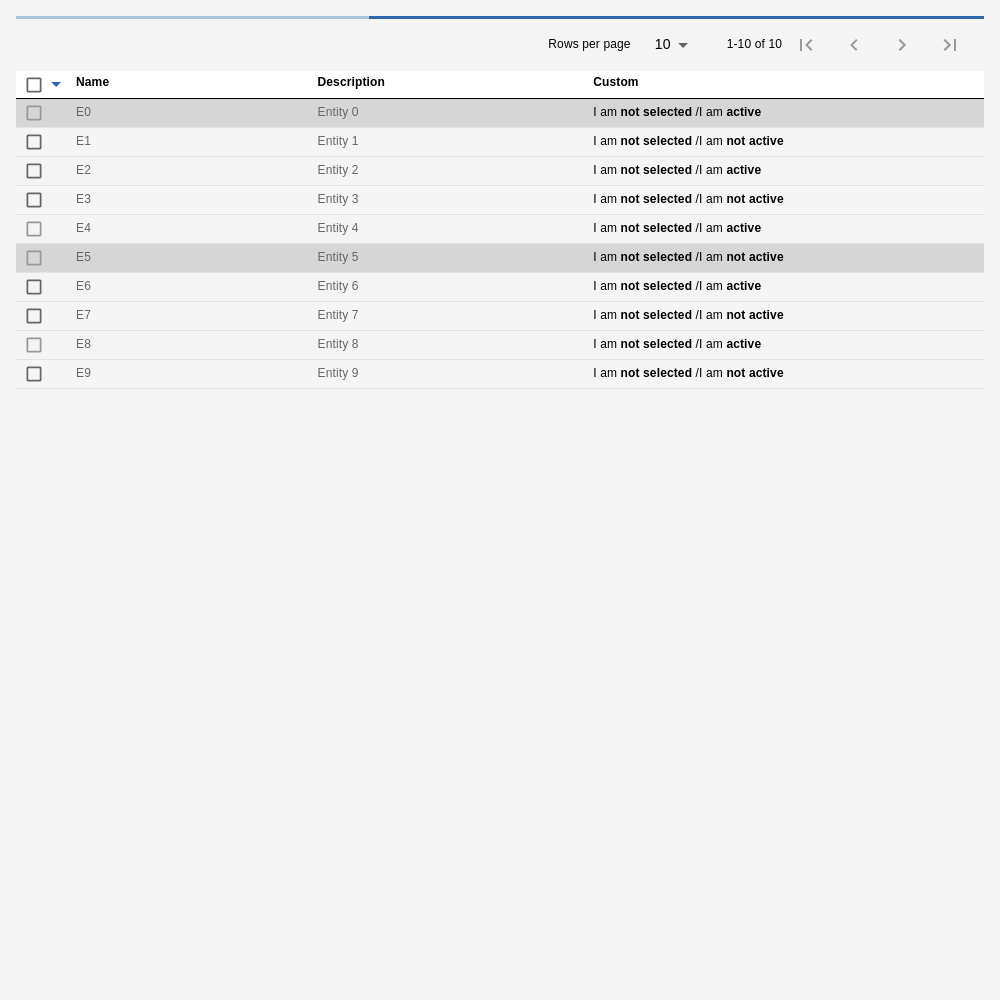 Rows per page 10 1-10 of 10
Name Description Custom
E0 Entity 0 I am not selected /I am active
E1 Entity 1 I am not selected /I am not active
E2 Entity 2 I am not selected /I am active
E3 Entity 3 I am not selected /I am not active
E4 Entity 4 I am not selected /I am active
E5 Entity 5 I am not selected /I am not active
E6 Entity 6 I am not selected /I am active
E7 Entity 7 I am not selected /I am not active
E8 Entity 8 I am not selected /I am active
E9 Entity 9 I am not selected /I am not active